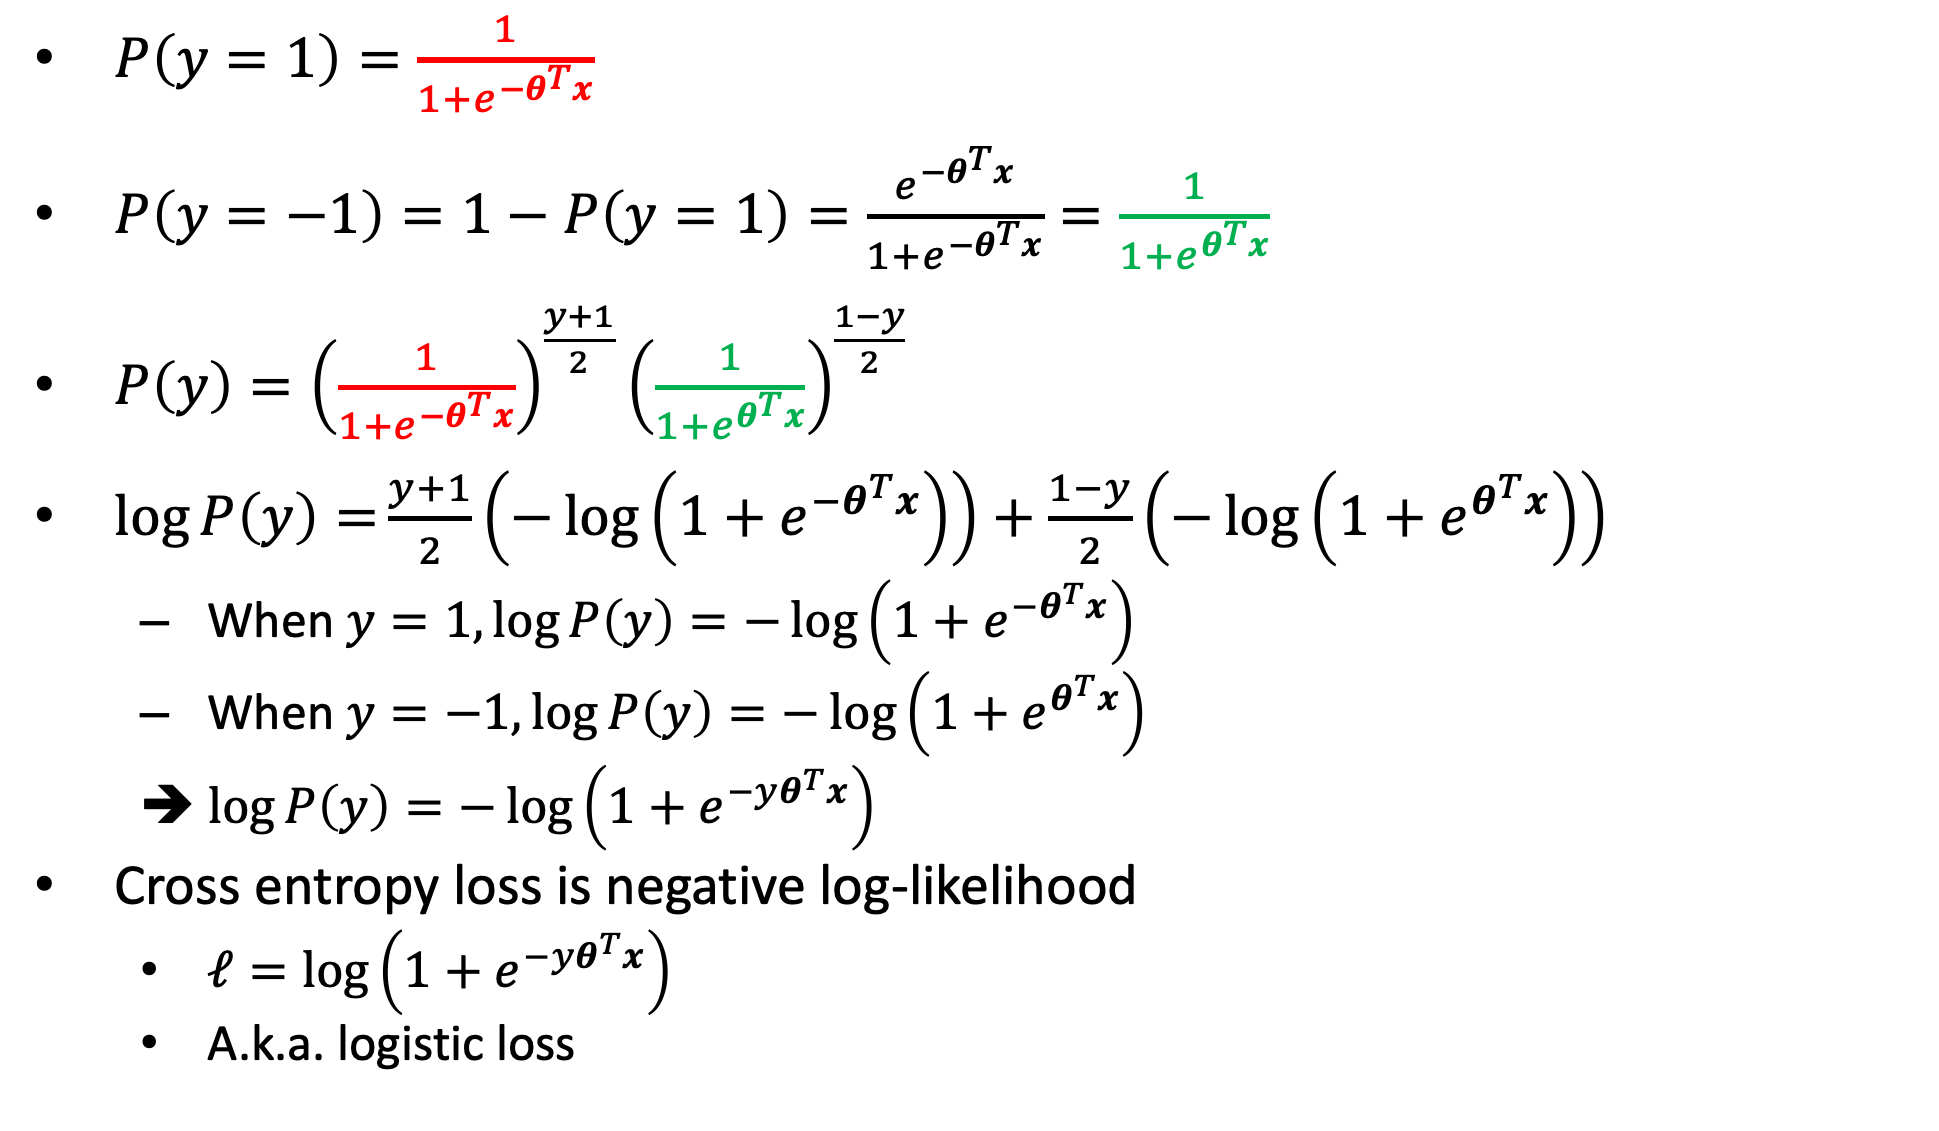 • P(y = 1) = 1/(1+e^{−θ^T x})
• P(y = −1) = 1 − P(y = 1) = e^{−θ^T x}/(1+e^{−θ^T x}) = 1/(1+e^{θ^T x})
• P(y) = (1/(1+e^{−θ^T x}))^{(y+1)/2} (1/(1+e^{θ^T x}))^{(1−y)/2}
• log P(y) = (y+1)/2 (− log(1 + e^{−θ^T x})) + (1−y)/2 (− log(1 + e^{θ^T x}))
– When y = 1, log P(y) = − log(1 + e^{−θ^T x})
– When y = −1, log P(y) = − log(1 + e^{θ^T x})
➔ log P(y) = − log(1 + e^{−yθ^T x})
• Cross entropy loss is negative log-likelihood
• ℓ = log(1 + e^{−yθ^T x})
• A.k.a. logistic loss